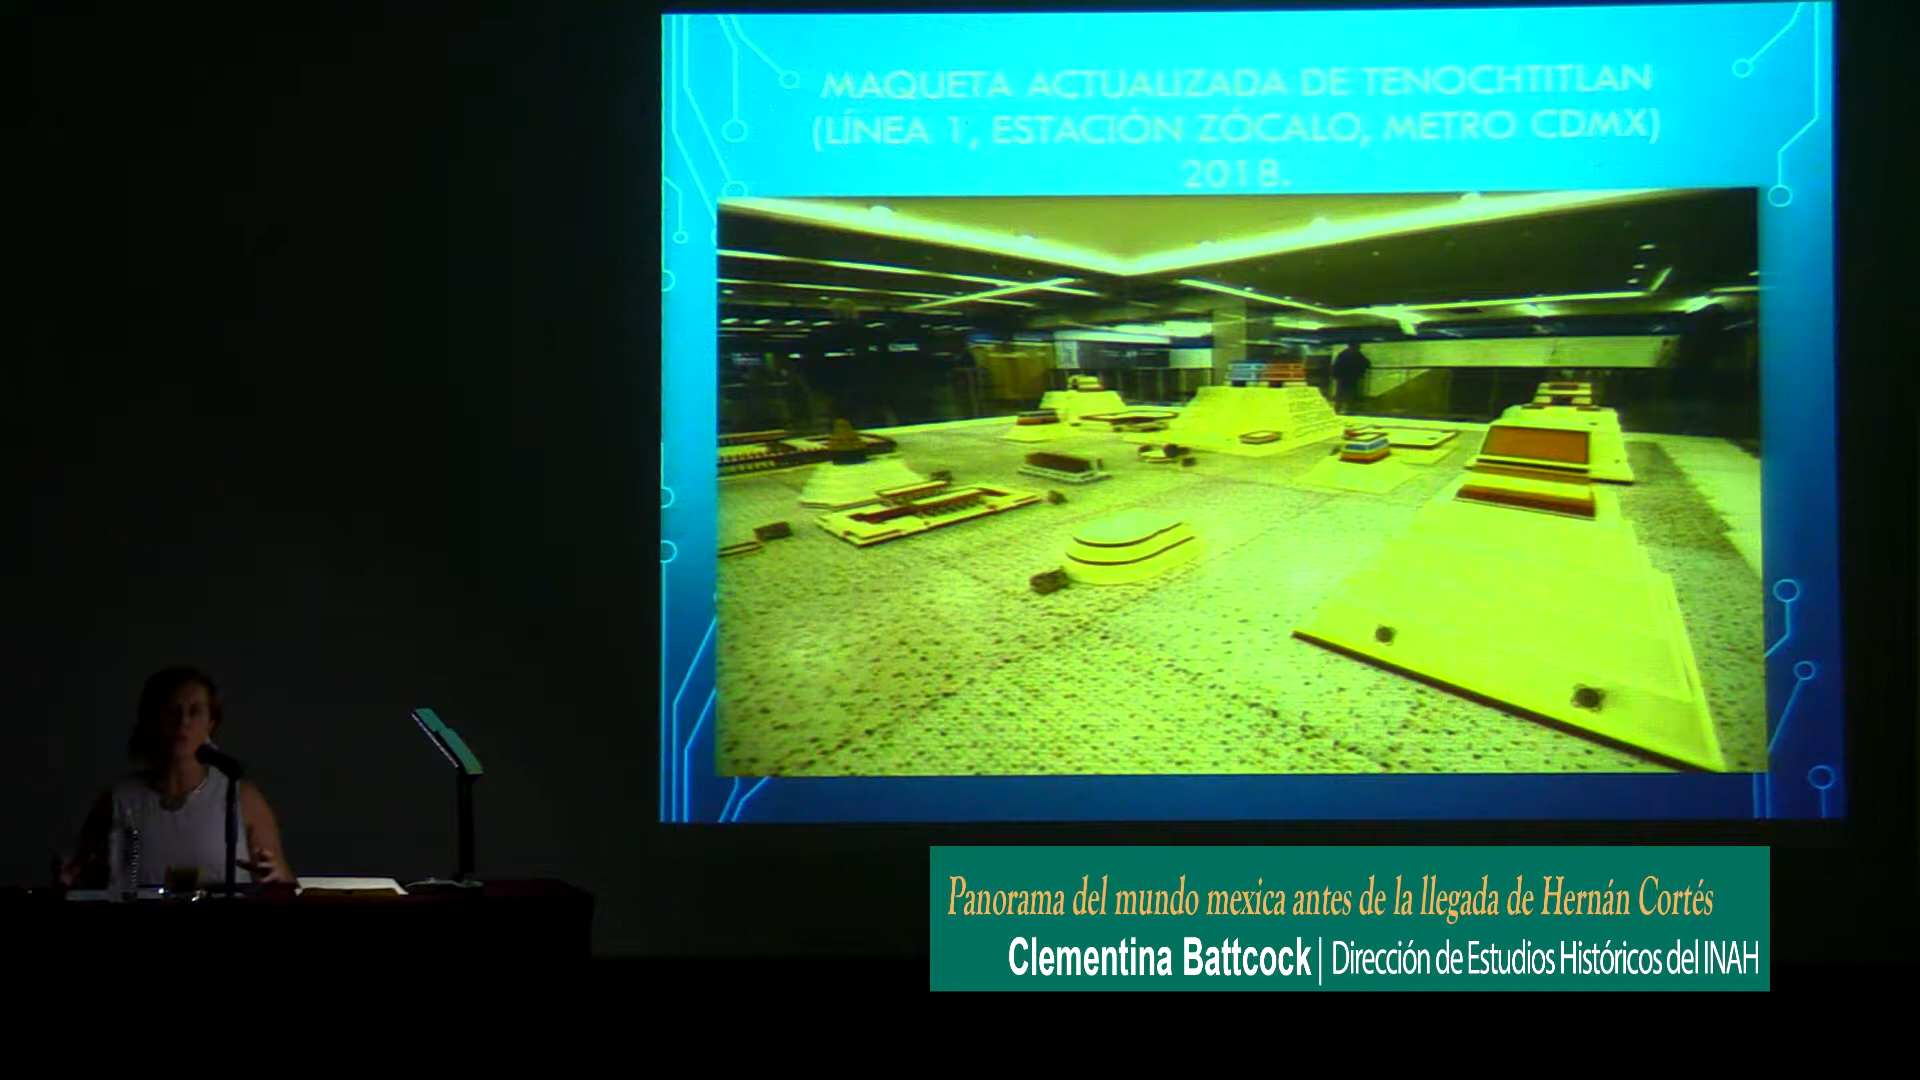 MAQUETA ACTUALIZADA DE TENOCHTITLAN
(LÍNEA 1, ESTACIÓN ZÓCALO, METRO CDMX)
2018.
Panorama del mundo mexica antes de la llegada de Hernán Cortés
Clementina Battcock | Dirección de Estudios Históricos del INAH